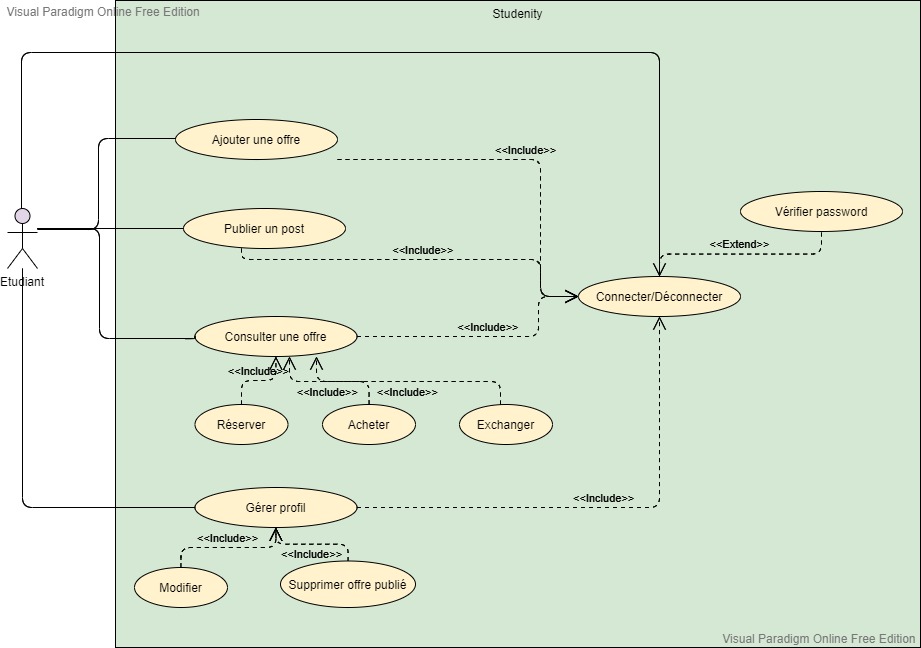 Visual Paradigm Online Free Edition
Studenity
Ajouter une offre
<<Include>>
Vérifier password
Publier un post
<<Extend>>
<<Include>>
Etudiant
Connecter/Déconnecter
<<Include>>
Consulter une offre
<<Include>>
<<Include>>
<<Include>>
Réserver
Acheter
Exchanger
<<Include>>
Gérer profil
<<Include>>
<<Include>>
Modifier
Supprimer offre publié
Visual Paradigm Online Free Edition